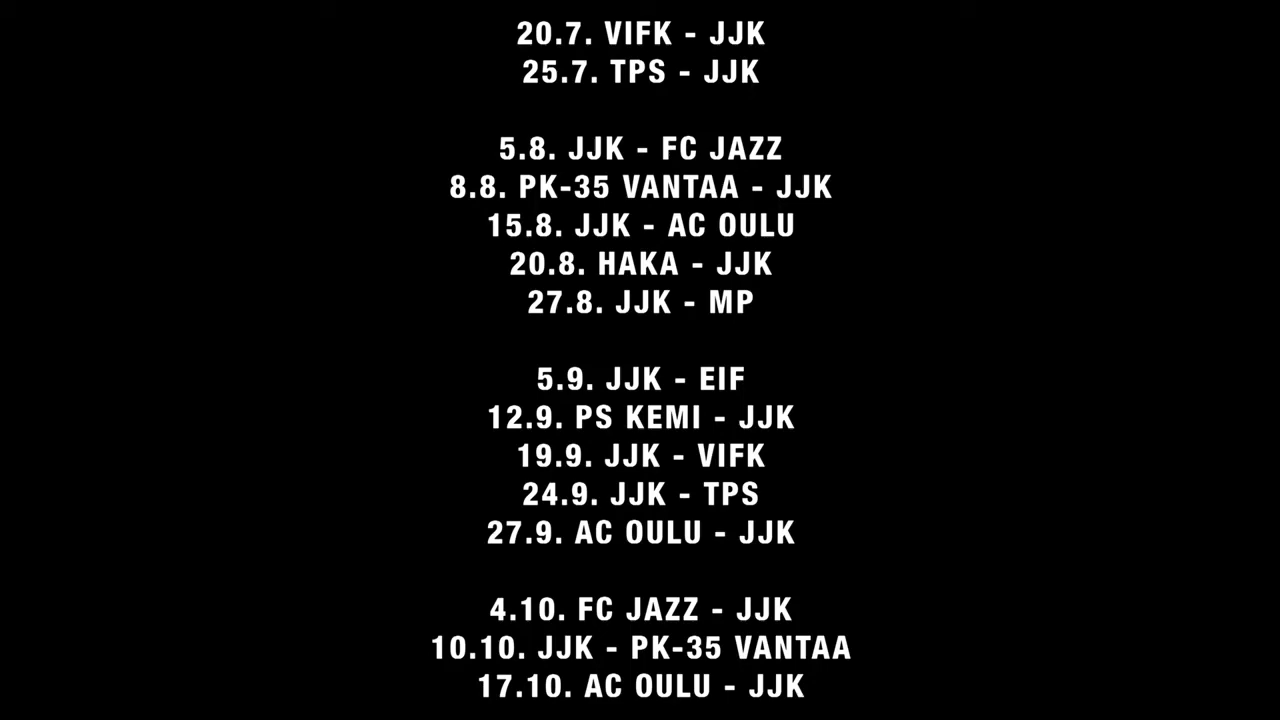 20.7. VIFK - JJK
25.7. TPS - JJK
5.8. JJK - FC JAZZ
8.8. PK-35 VANTAA - JJK
15.8. JJK - AC OULU
20.8. HAKA - JJK
27.8. JJK - MP
5.9. JJK - EIF
12.9. PS KEMI - JJK
19.9. JJK - VIFK
24.9. JJK - TPS
27.9. AC OULU - JJK
4.10. FC JAZZ - JJK
10.10. JJK - PK-35 VANTAA
17.10. AC OULU - JJK